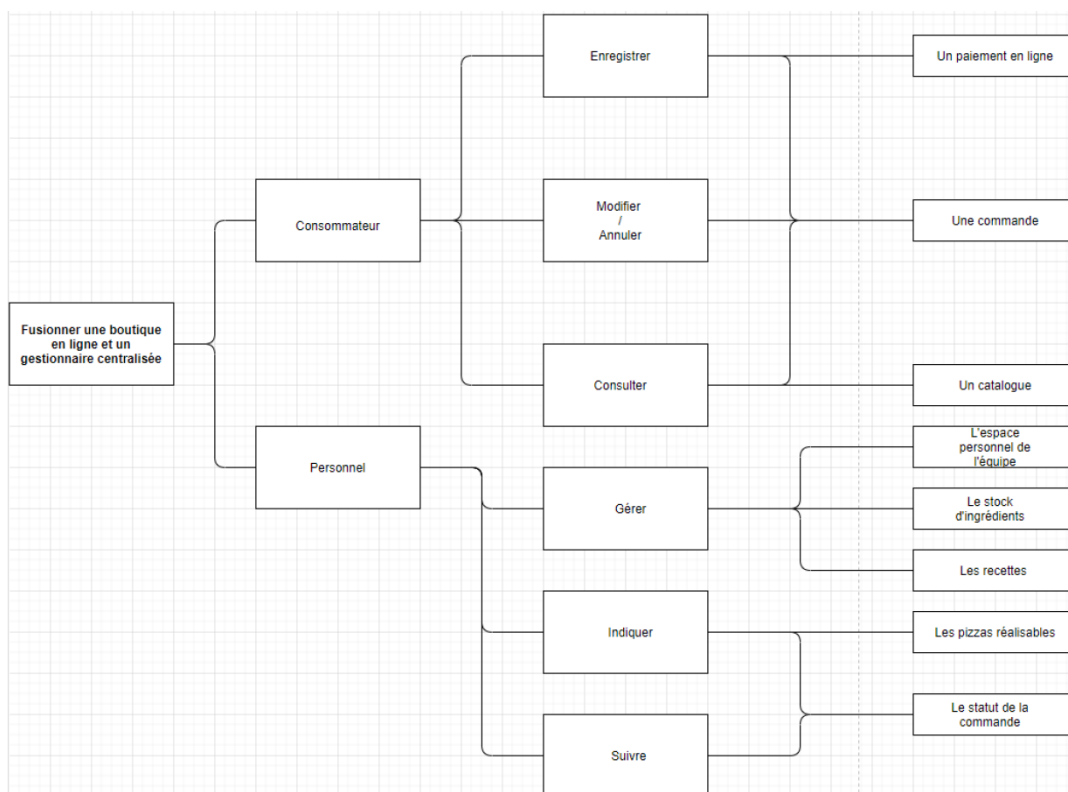 Enregistrer
Un paiement en ligne
Consommateur
Modifier
/
Annuler
Une commande
Fusionner une boutique
en ligne et un
gestionnaire centralisée
Consulter
Un catalogue
Personnel
L'espace
personnel de
l'équipe
Gérer
Le stock
d'ingrédients
Les recettes
Indiquer
Les pizzas réalisables
Le statut de la
commande
Suivre